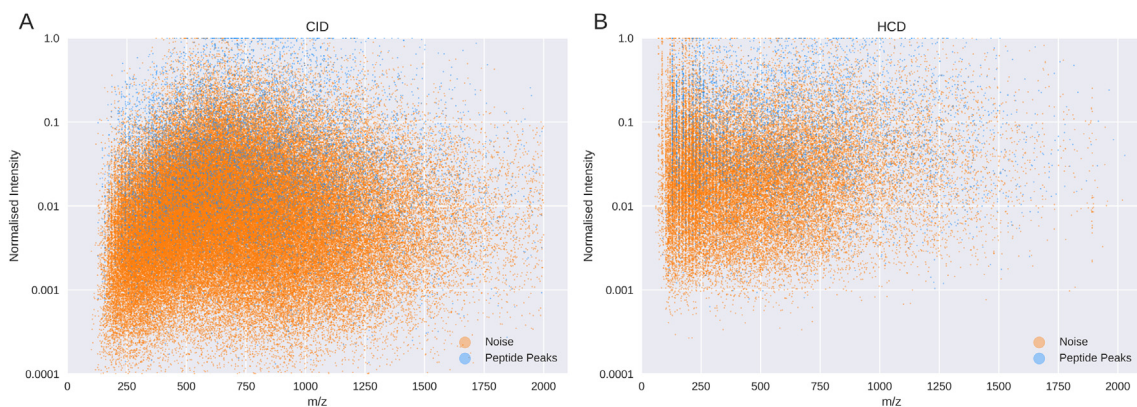 A
CID
1.0
0.1
0.01
0.001
0.0001
Normalised Intensity
0 250 500 750 1000 1250 1500 1750 2000
m/z
Noise
Peptide Peaks
B
HCD
1.0
0.1
0.01
0.001
0.0001
Normalised Intensity
0 250 500 750 1000 1250 1500 1750 2000
m/z
Noise
Peptide Peaks